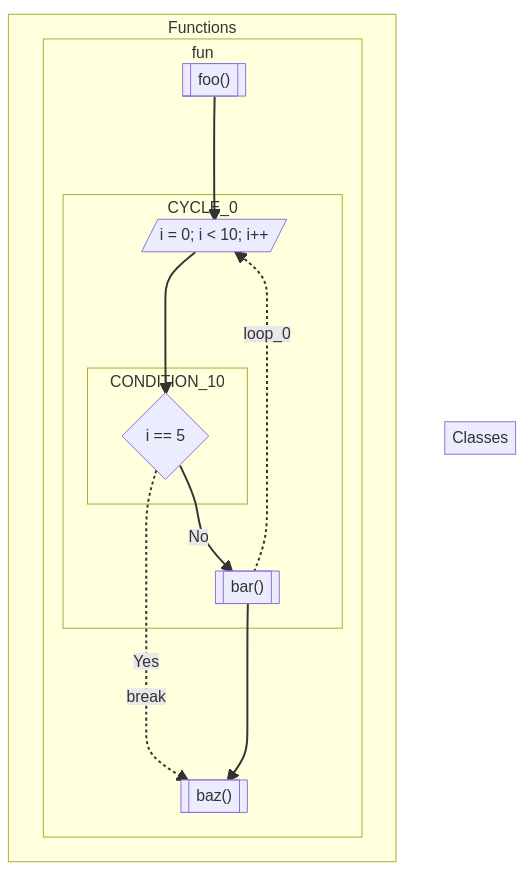 Functions
fun
foo()
CYCLE_0
i = 0; i < 10; i++
loop_0
CONDITION_10
i == 5
Classes
No
bar()
Yes
break
baz()